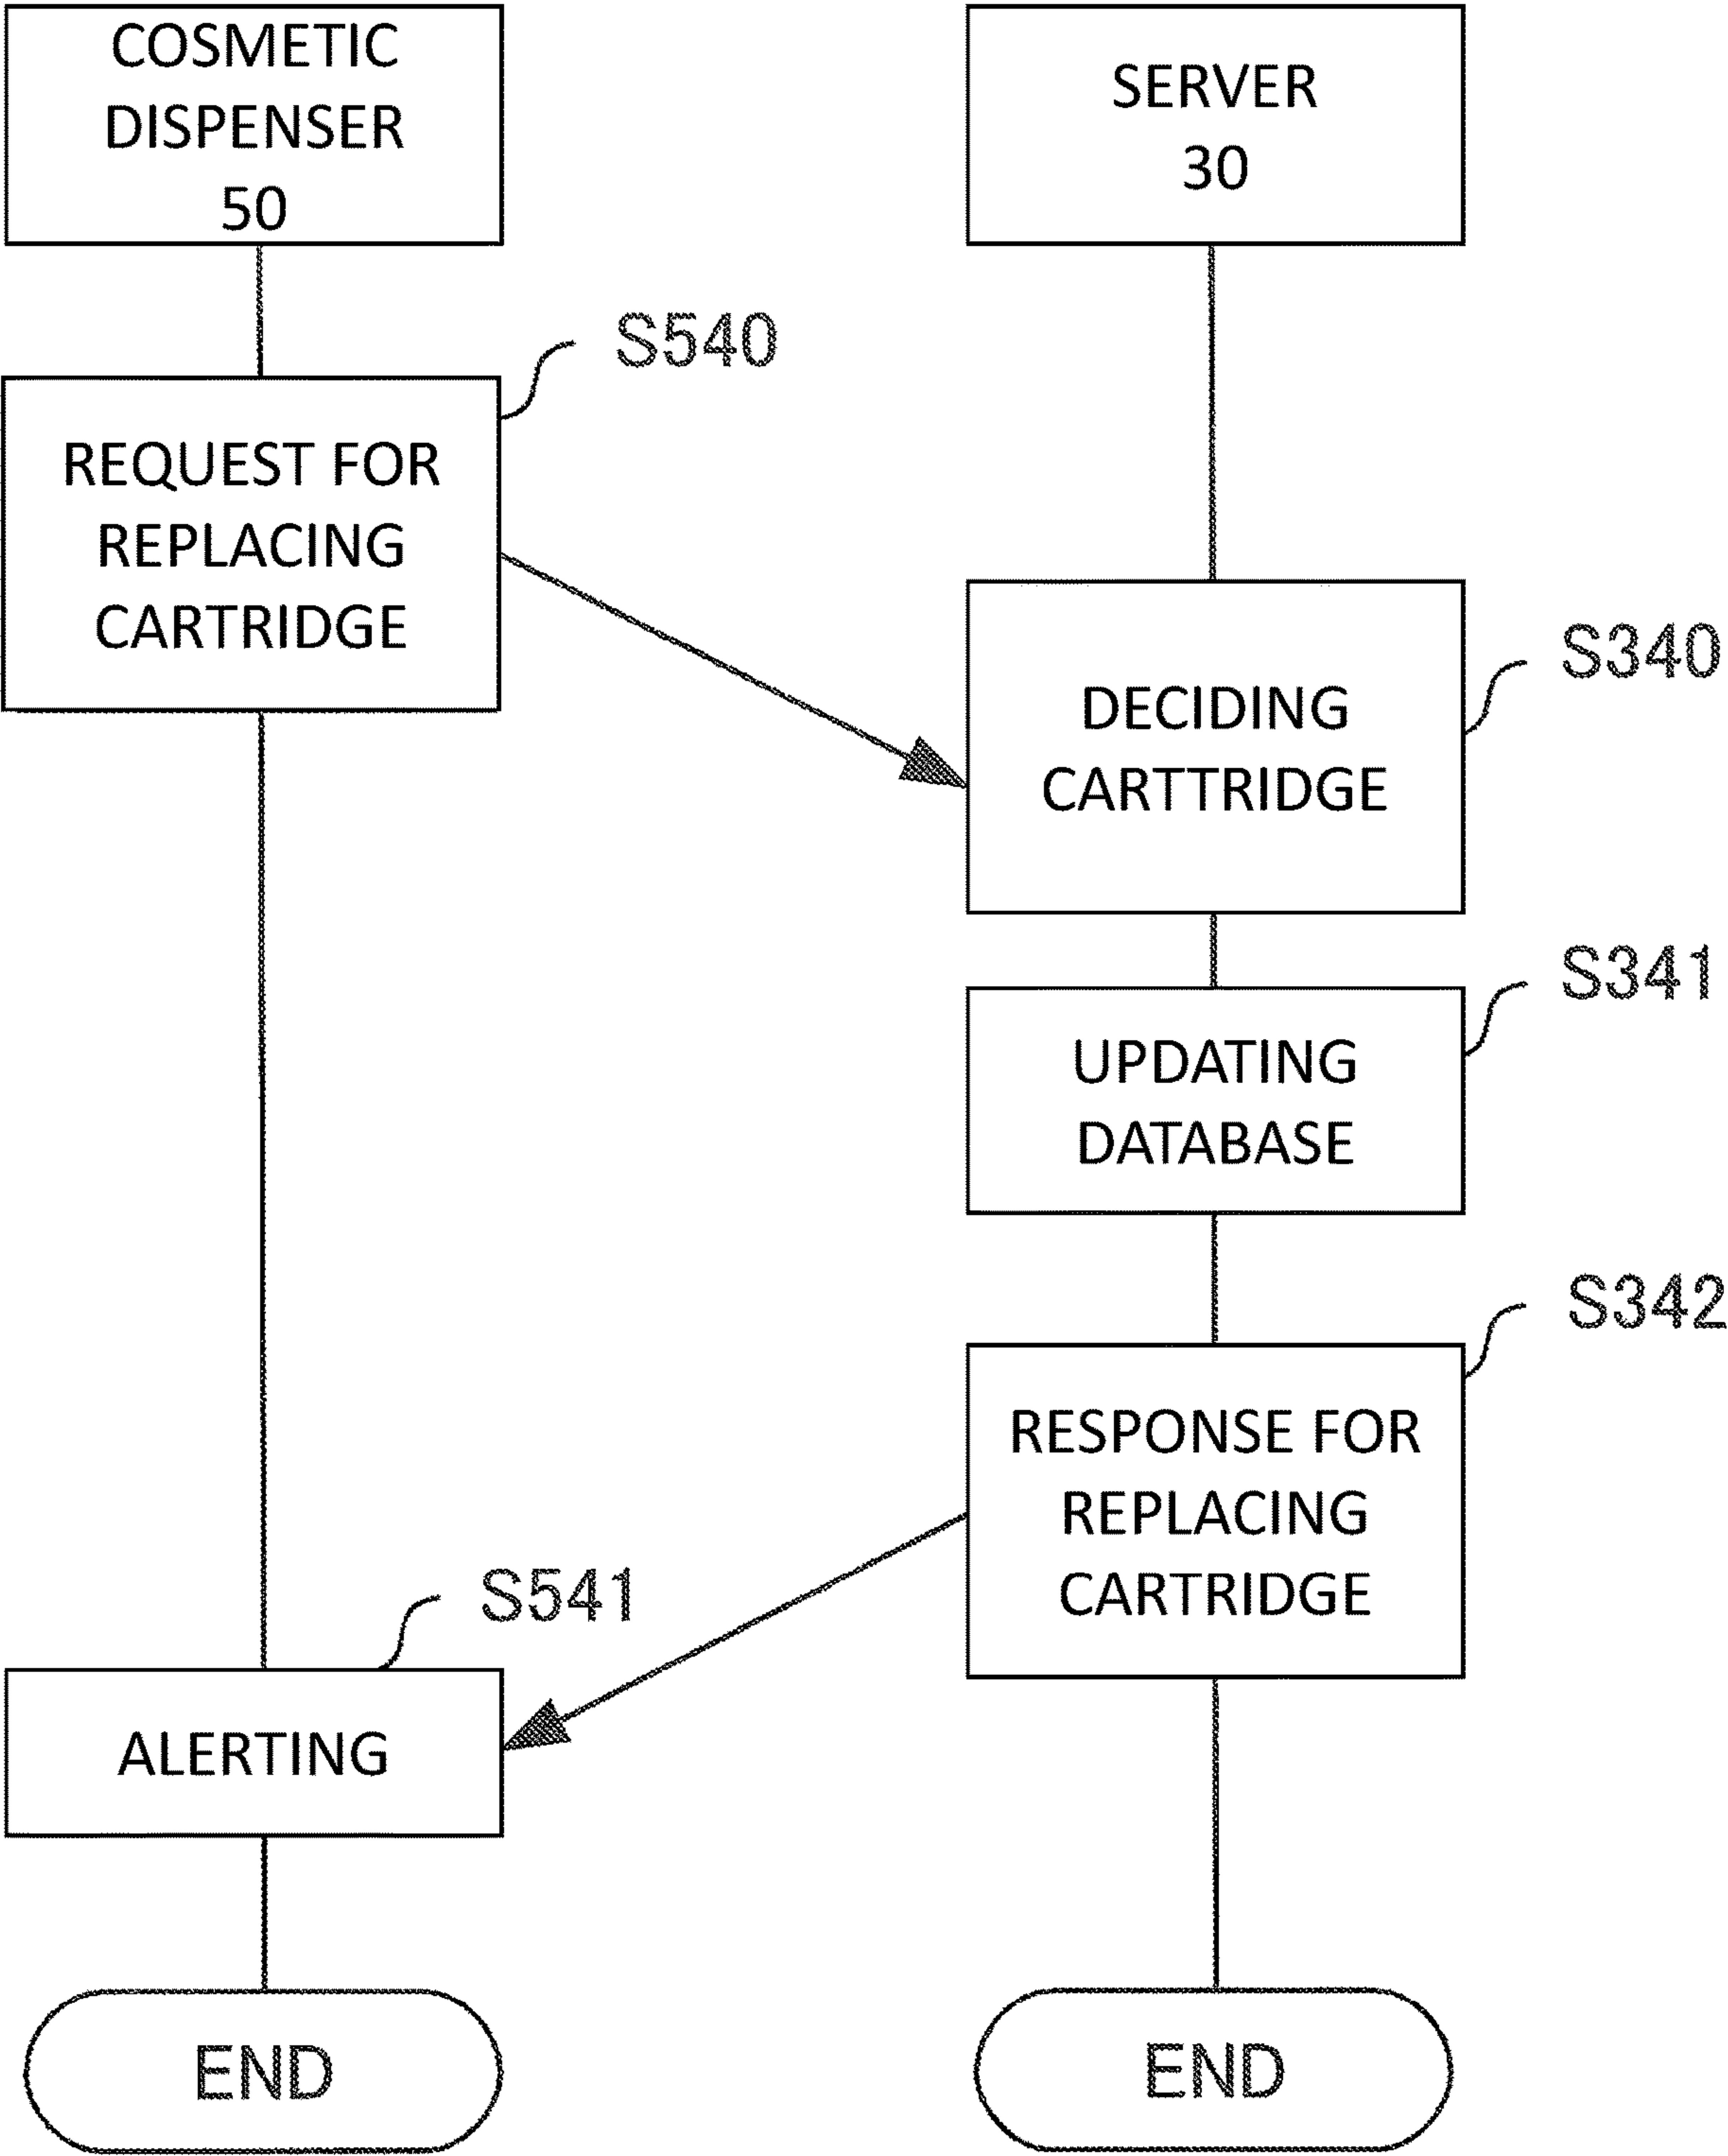 COSMETIC
DISPENSER
50
SERVER
30
S540
REQUEST FOR
REPLACING
CARTRIDGE
S340
DECIDING
CARTTRIDGE
S341
UPDATING
DATABASE
S342
RESPONSE FOR
REPLACING
CARTRIDGE
S541
ALERTING
END
END